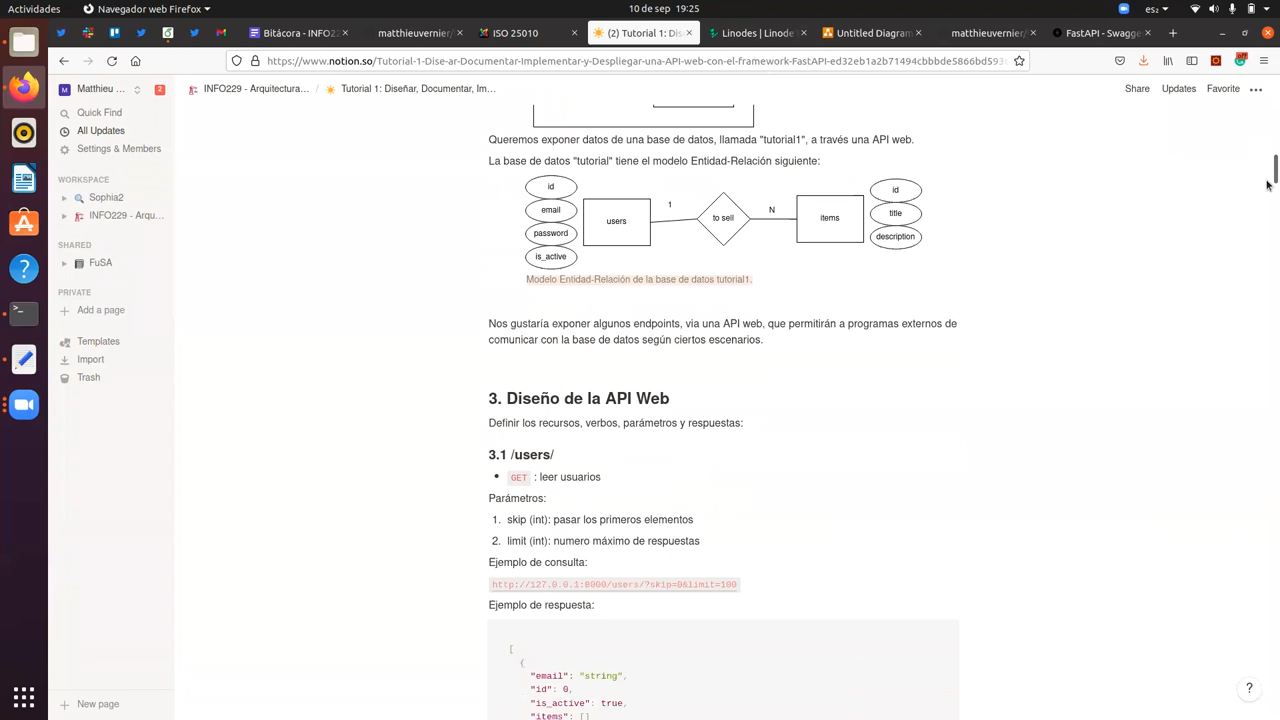 Actividades
Navegador web Firefox
10 de sep 19:25
es₂
Bitácora - INFO22
matthieuvernier/
ISO 25010
(2) Tutorial 1: Dis
Linodes | Linode
Untitled Diagram
matthieuvernier/
FastAPI - Swagge
https://www.notion.so/Tutorial-1-Dise-ar-Documentar-Implementar-y-Despliegar-una-API-web-con-el-framework-FastAPI-ed32eb1a2b71494cbbbde5866bd593
M Matthieu ...
2
INFO229 - Arquitectura... / Tutorial 1: Diseñar, Documentar, Im...
Share
Updates
Favorite
Quick Find
All Updates
Settings & Members
WORKSPACE
Sophia2
INFO229 - Arqu...
SHARED
FuSA
PRIVATE
Add a page
Templates
Import
Trash
New page
Queremos exponer datos de una base de datos, llamada "tutorial1", a través una API web.
La base de datos "tutorial" tiene el modelo Entidad-Relación siguiente:
id
email
password
is_active
users
1
to sell
N
items
id
title
description
Modelo Entidad-Relación de la base de datos tutorial1.
Nos gustaría exponer algunos endpoints, via una API web, que permitirán a programas externos de
comunicar con la base de datos según ciertos escenarios.
3. Diseño de la API Web
Definir los recursos, verbos, parámetros y respuestas:
3.1 /users/
• GET : leer usuarios
Parámetros:
1. skip (int): pasar los primeros elementos
2. limit (int): numero máximo de respuestas
Ejemplo de consulta:
http://127.0.0.1:8000/users/?skip=0&limit=100
Ejemplo de respuesta:
[
{
"email": "string",
"id": 0,
"is_active": true,
"items": []
?